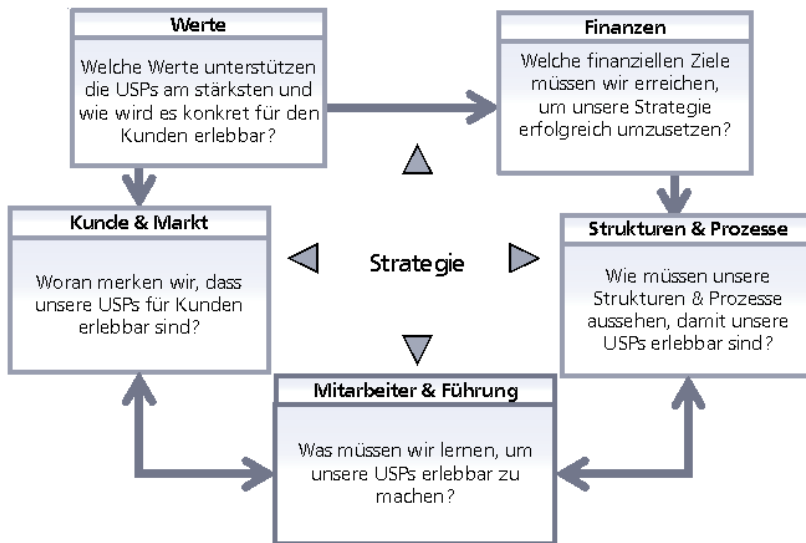 Werte
Welche Werte unterstützen
die USPs am stärksten und
wie wird es konkret für den
Kunden erlebbar?
Finanzen
Welche finanziellen Ziele
müssen wir erreichen,
um unsere Strategie
erfolgreich umzusetzen?
Kunde & Markt
Woran merken wir, dass
unsere USPs für Kunden
erlebbar sind?
Strategie
Strukturen & Prozesse
Wie müssen unsere
Strukturen & Prozesse
aussehen, damit unsere
USPs erlebbar sind?
Mitarbeiter & Führung
Was müssen wir lernen, um
unsere USPs erlebbar zu
machen?